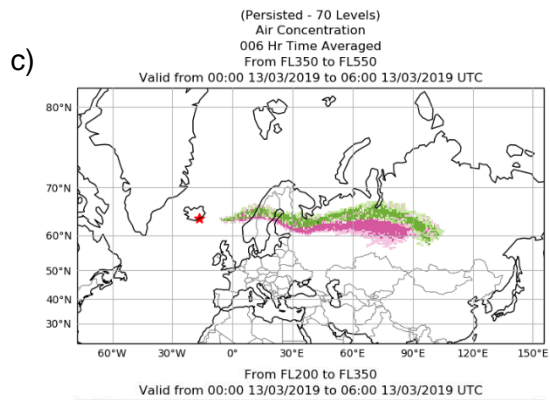 (Persisted - 70 Levels)
Air Concentration
006 Hr Time Averaged
From FL350 to FL550
c)
Valid from 00:00 13/03/2019 to 06:00 13/03/2019 UTC
80°N
70°N
60°N
50°N
40°N
30°N
60°W 30°W 0° 30°E 60°E 90°E 120°E 150°E
From FL200 to FL350
Valid from 00:00 13/03/2019 to 06:00 13/03/2019 UTC